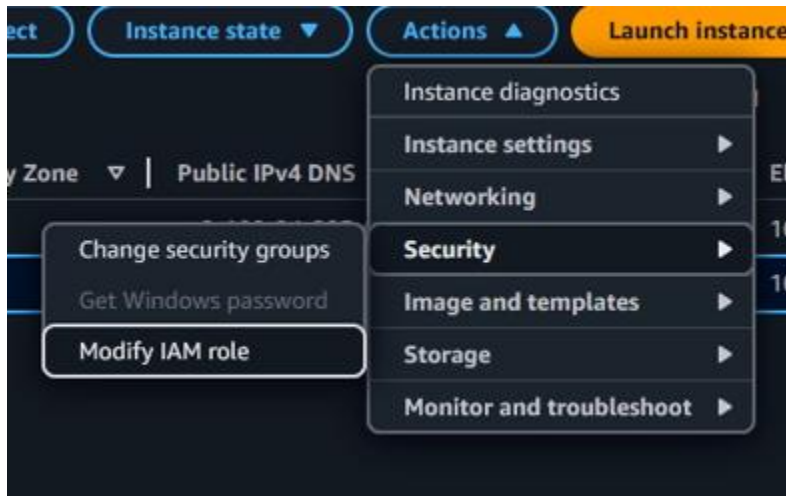 ect Instance state Actions Launch instance
Instance diagnostics
Instance settings
y Zone Public IPv4 DNS
Networking
Change security groups
Security
Get Windows password
Image and templates
Modify IAM role
Storage
Monitor and troubleshoot